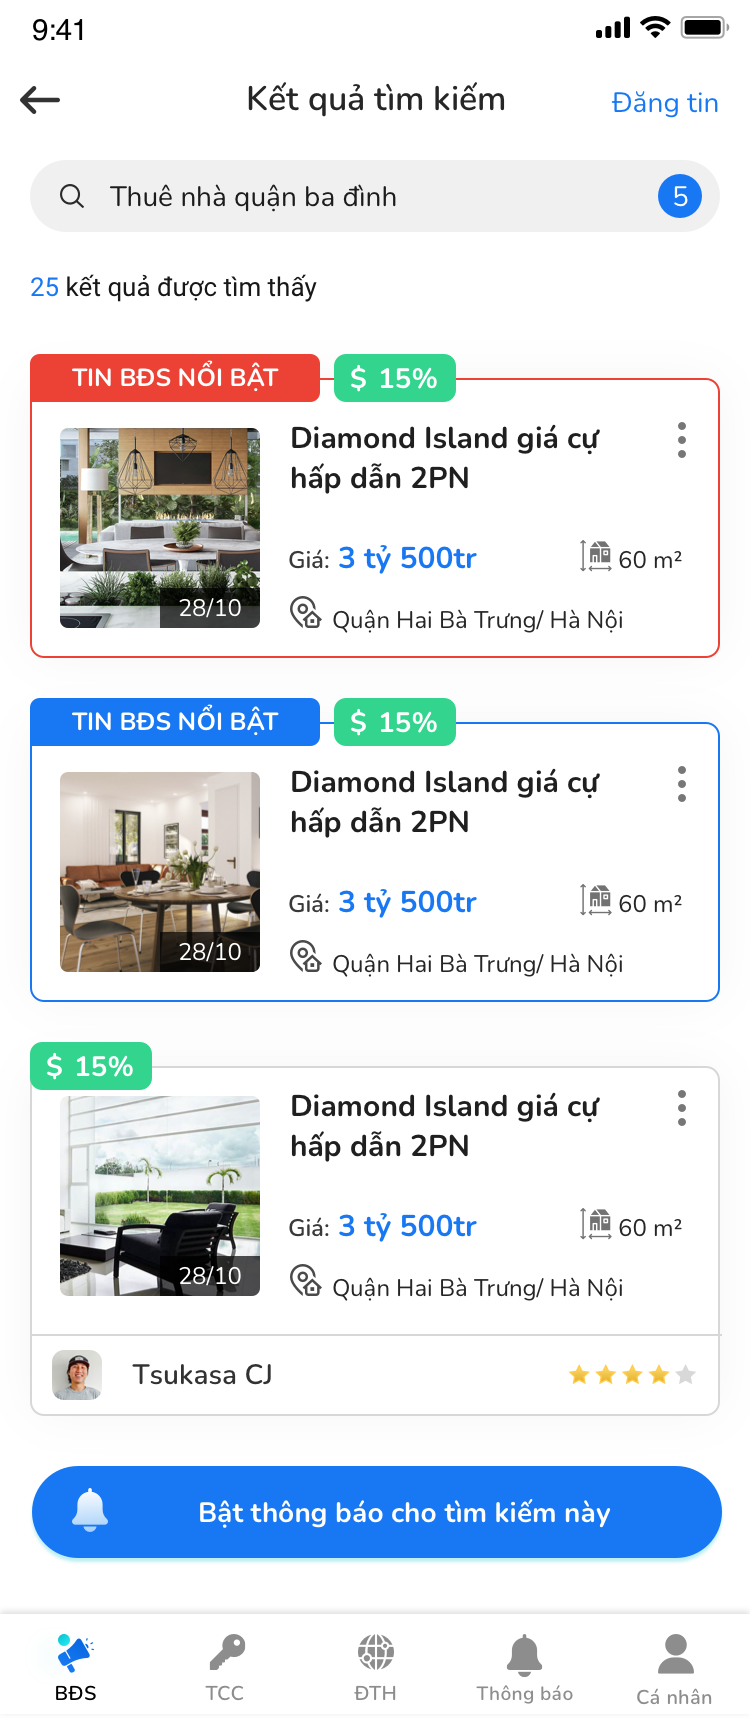 9:41
Kết quả tìm kiếm
Đăng tin
Thuê nhà quận ba đình
5
25 kết quả được tìm thấy
TIN BĐS NỔI BẬT
$ 15%
Diamond Island giá cự
hấp dẫn 2PN
Giá: 3 tỷ 500tr
60 m²
28/10
Quận Hai Bà Trưng/ Hà Nội
TIN BĐS NỔI BẬT
$ 15%
Diamond Island giá cự
hấp dẫn 2PN
Giá: 3 tỷ 500tr
60 m²
28/10
Quận Hai Bà Trưng/ Hà Nội
$ 15%
Diamond Island giá cự
hấp dẫn 2PN
Giá: 3 tỷ 500tr
60 m²
28/10
Quận Hai Bà Trưng/ Hà Nội
Tsukasa CJ
Bật thông báo cho tìm kiếm này
BĐS
TCC
ĐTH
Thông báo
Cá nhân